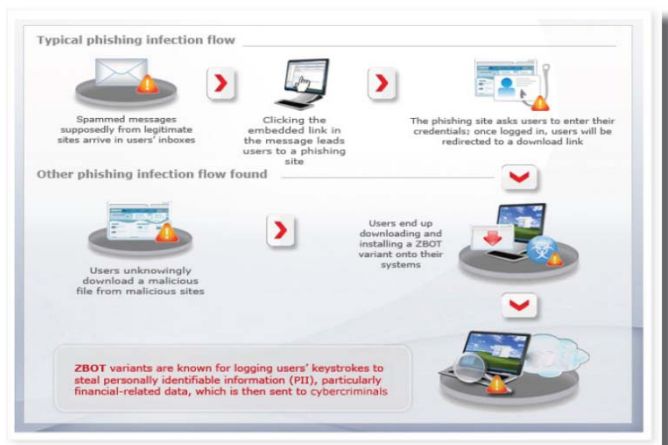 Typical phishing infection flow
Spammed messages
supposedly from legitimate
sites arrive in users' inboxes
Clicking the
embedded link in
the message leads
users to a phishing
site
The phishing site asks users to enter their
credentials; once logged in, users will be
redirected to a download link
Other phishing infection flow found
Users unknowingly
download a malicious
file from malicious sites
Users end up
downloading and
installing a ZBOT
variant onto their
systems
ZBOT variants are known for logging users' keystrokes to
steal personally identifiable information (PII), particularly
financial-related data, which is then sent to cybercriminals